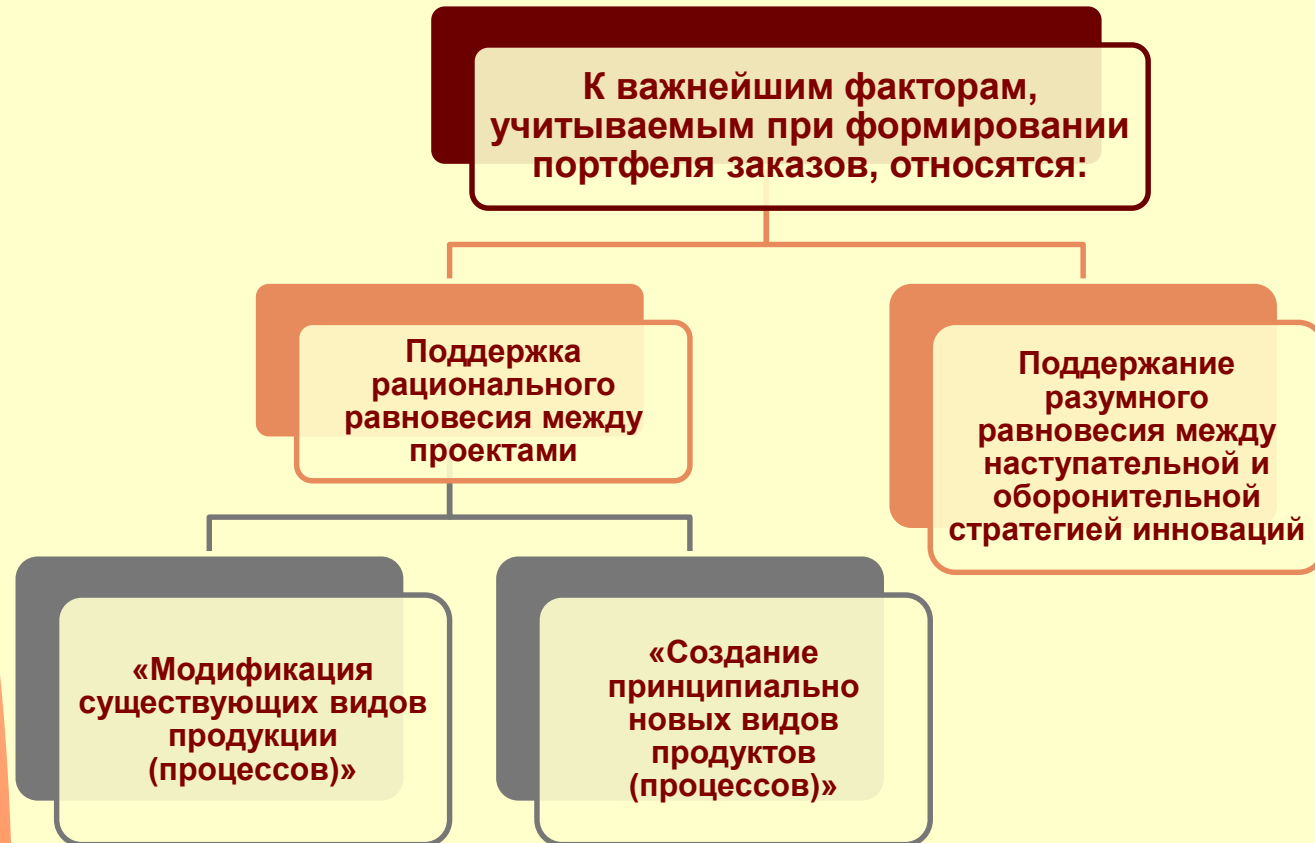 К важнейшим факторам,
учитываемым при формировании
портфеля заказов, относятся:
Поддержка
рационального
равновесия между
проектами
Поддержание
разумного
равновесия между
наступательной и
оборонительной
стратегией инноваций
«Модификация
существующих видов
продукции
(процессов)»
«Создание
принципиально
новых видов
продуктов
(процессов)»